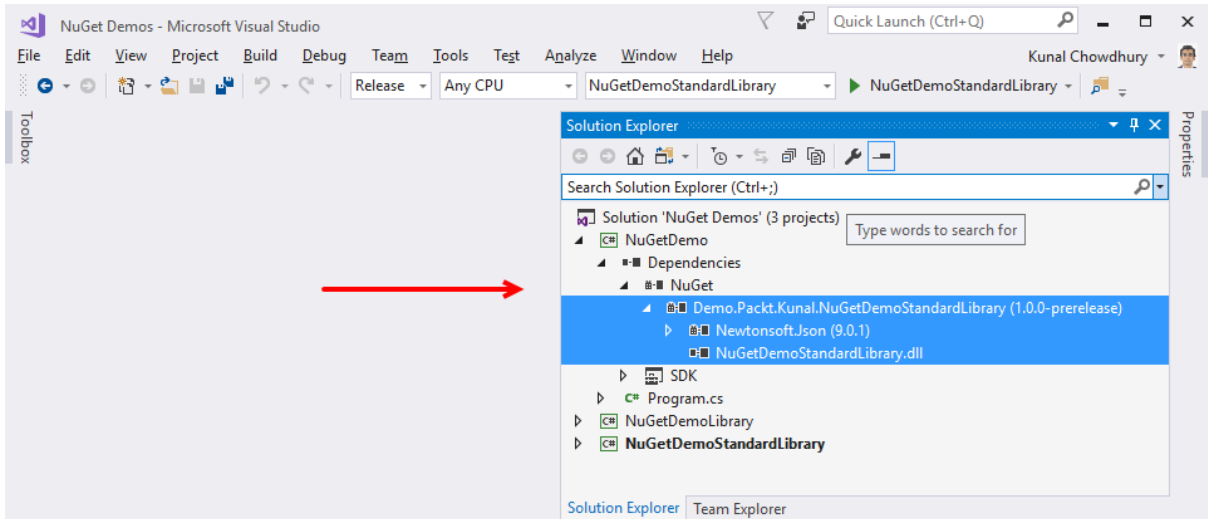 NuGet Demos - Microsoft Visual Studio
Quick Launch (Ctrl+Q)
File Edit View Project Build Debug Team Tools Test Analyze Window Help
Kunal Chowdhury
Release Any CPU NuGetDemoStandardLibrary NuGetDemoStandardLibrary
Toolbox
Solution Explorer
Properties
Search Solution Explorer (Ctrl+;)
Solution 'NuGet Demos' (3 projects)
Type words to search for
C# NuGetDemo
Dependencies
NuGet
Demo.Packt.Kunal.NuGetDemoStandardLibrary (1.0.0-prerelease)
Newtonsoft.Json (9.0.1)
NuGetDemoStandardLibrary.dll
SDK
C# Program.cs
C# NuGetDemoLibrary
C# NuGetDemoStandardLibrary
Solution Explorer Team Explorer